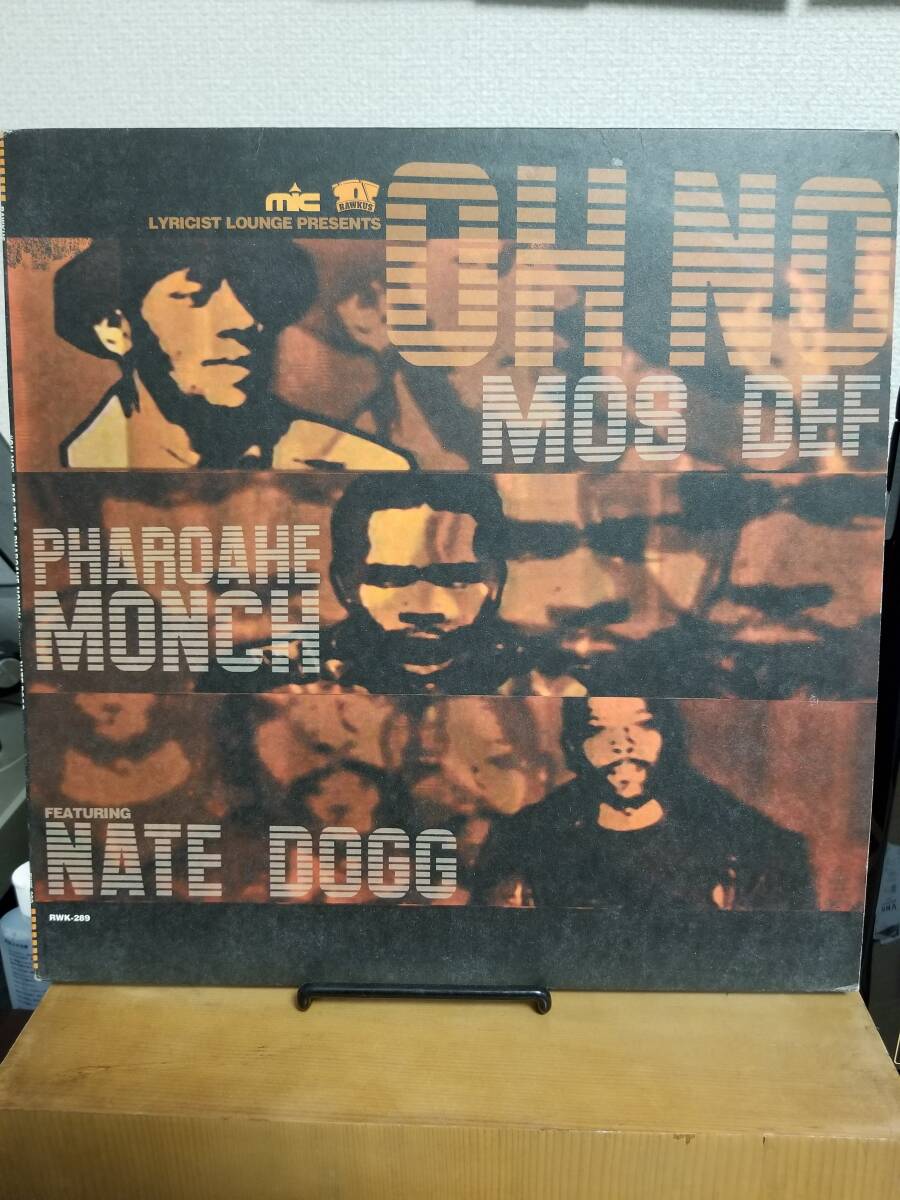 mic
RAWKUS
LYRICIST LOUNGE PRESENTS
OH NO
MOS DEF
PHAROAHE
MONCH
FEATURING
NATE DOGG
RWK-289